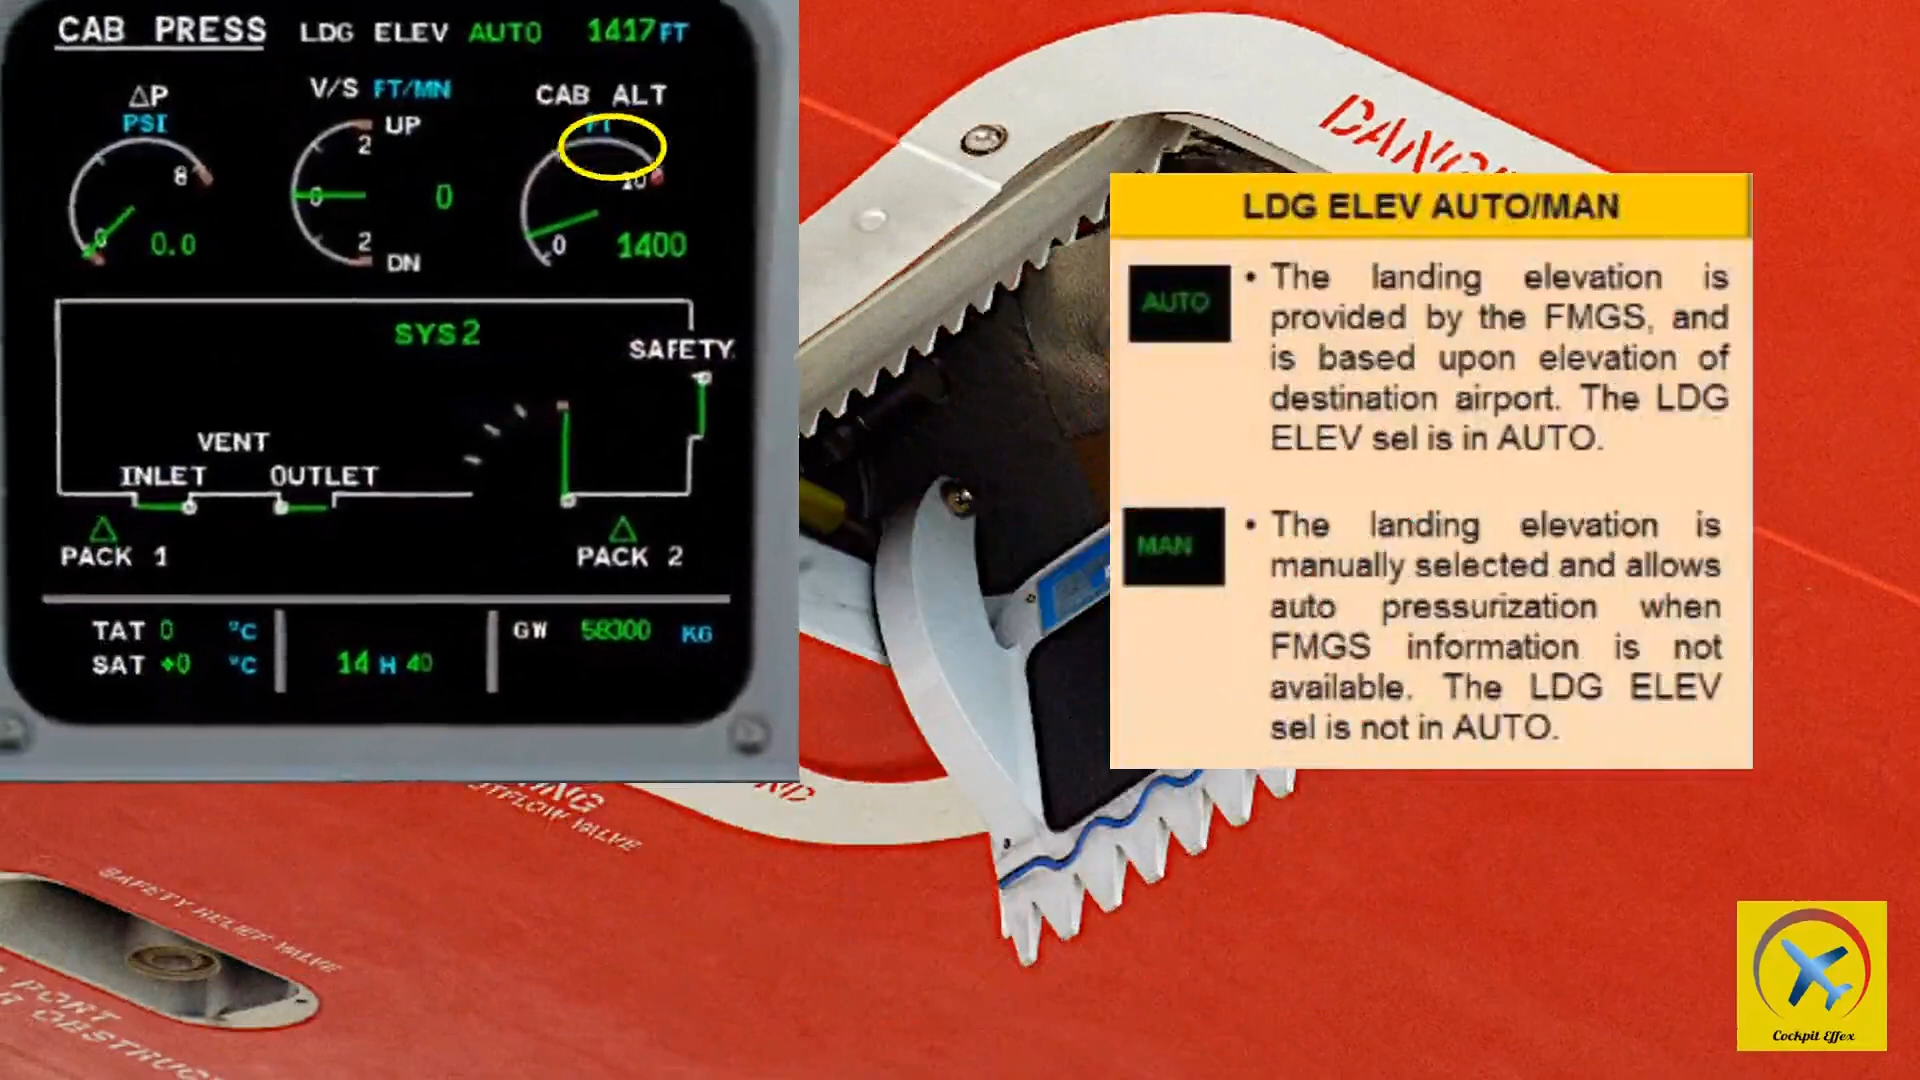 CAB PRESS LDG ELEV AUTO 1417 FT
ΔP
PSI
8
0
0.0
V/S FT/MN
UP
2
0
0
2
DN
CAB ALT
FT
10
0
1400
SYS 2
SAFETY
VENT
INLET OUTLET
PACK 1
PACK 2
TAT 0 °C
SAT +0 °C
14 H 40
GW 58300 KG
LDG ELEV AUTO/MAN
AUTO
• The landing elevation is
provided by the FMGS, and
is based upon elevation of
destination airport. The LDG
ELEV sel is in AUTO.
MAN
• The landing elevation is
manually selected and allows
auto pressurization when
FMGS information is not
available. The LDG ELEV
sel is not in AUTO.
OUTFLOW VALVE
SAFETY RELIEF VALVE
PORT
Cockpit Effex